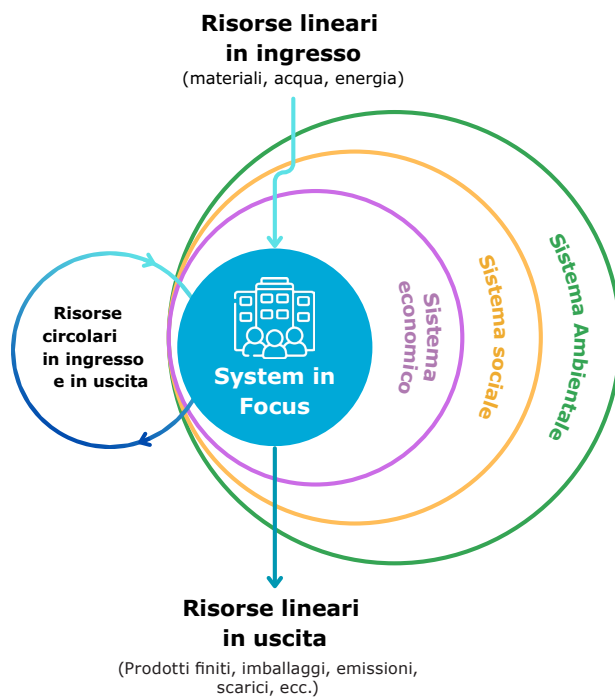 Risorse lineari
in ingresso
(materiali, acqua, energia)
Risorse
circolari
in ingresso
e in uscita
System in
Focus
Sistema
economico
Sistema sociale
Sistema Ambientale
Risorse lineari
in uscita
(Prodotti finiti, imballaggi, emissioni,
scarici, ecc.)